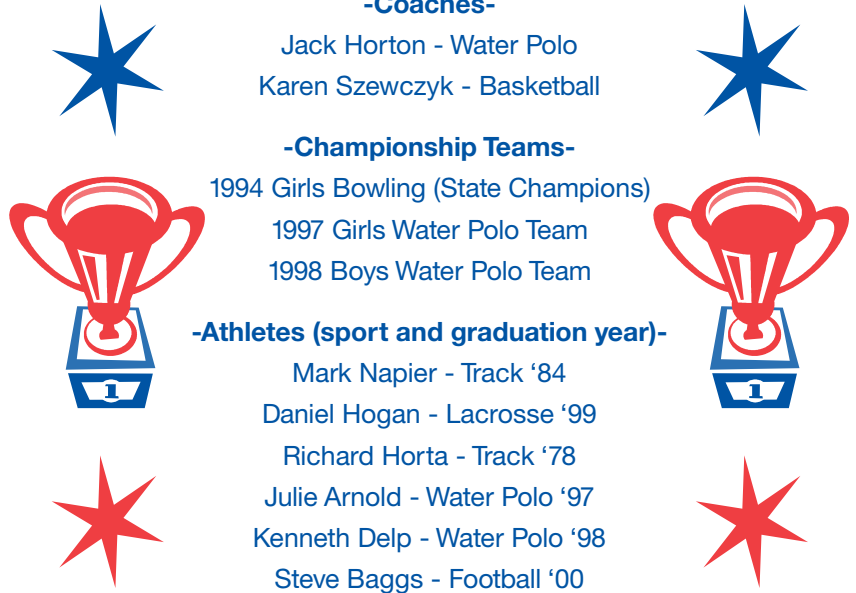 -Coaches-
Jack Horton - Water Polo
Karen Szewczyk - Basketball
-Championship Teams-
1994 Girls Bowling (State Champions)
1997 Girls Water Polo Team
1998 Boys Water Polo Team
-Athletes (sport and graduation year)-
Mark Napier - Track ‘84
Daniel Hogan - Lacrosse ‘99
Richard Horta - Track ‘78
Julie Arnold - Water Polo ‘97
Kenneth Delp - Water Polo ‘98
Steve Baggs - Football ‘00
1
1